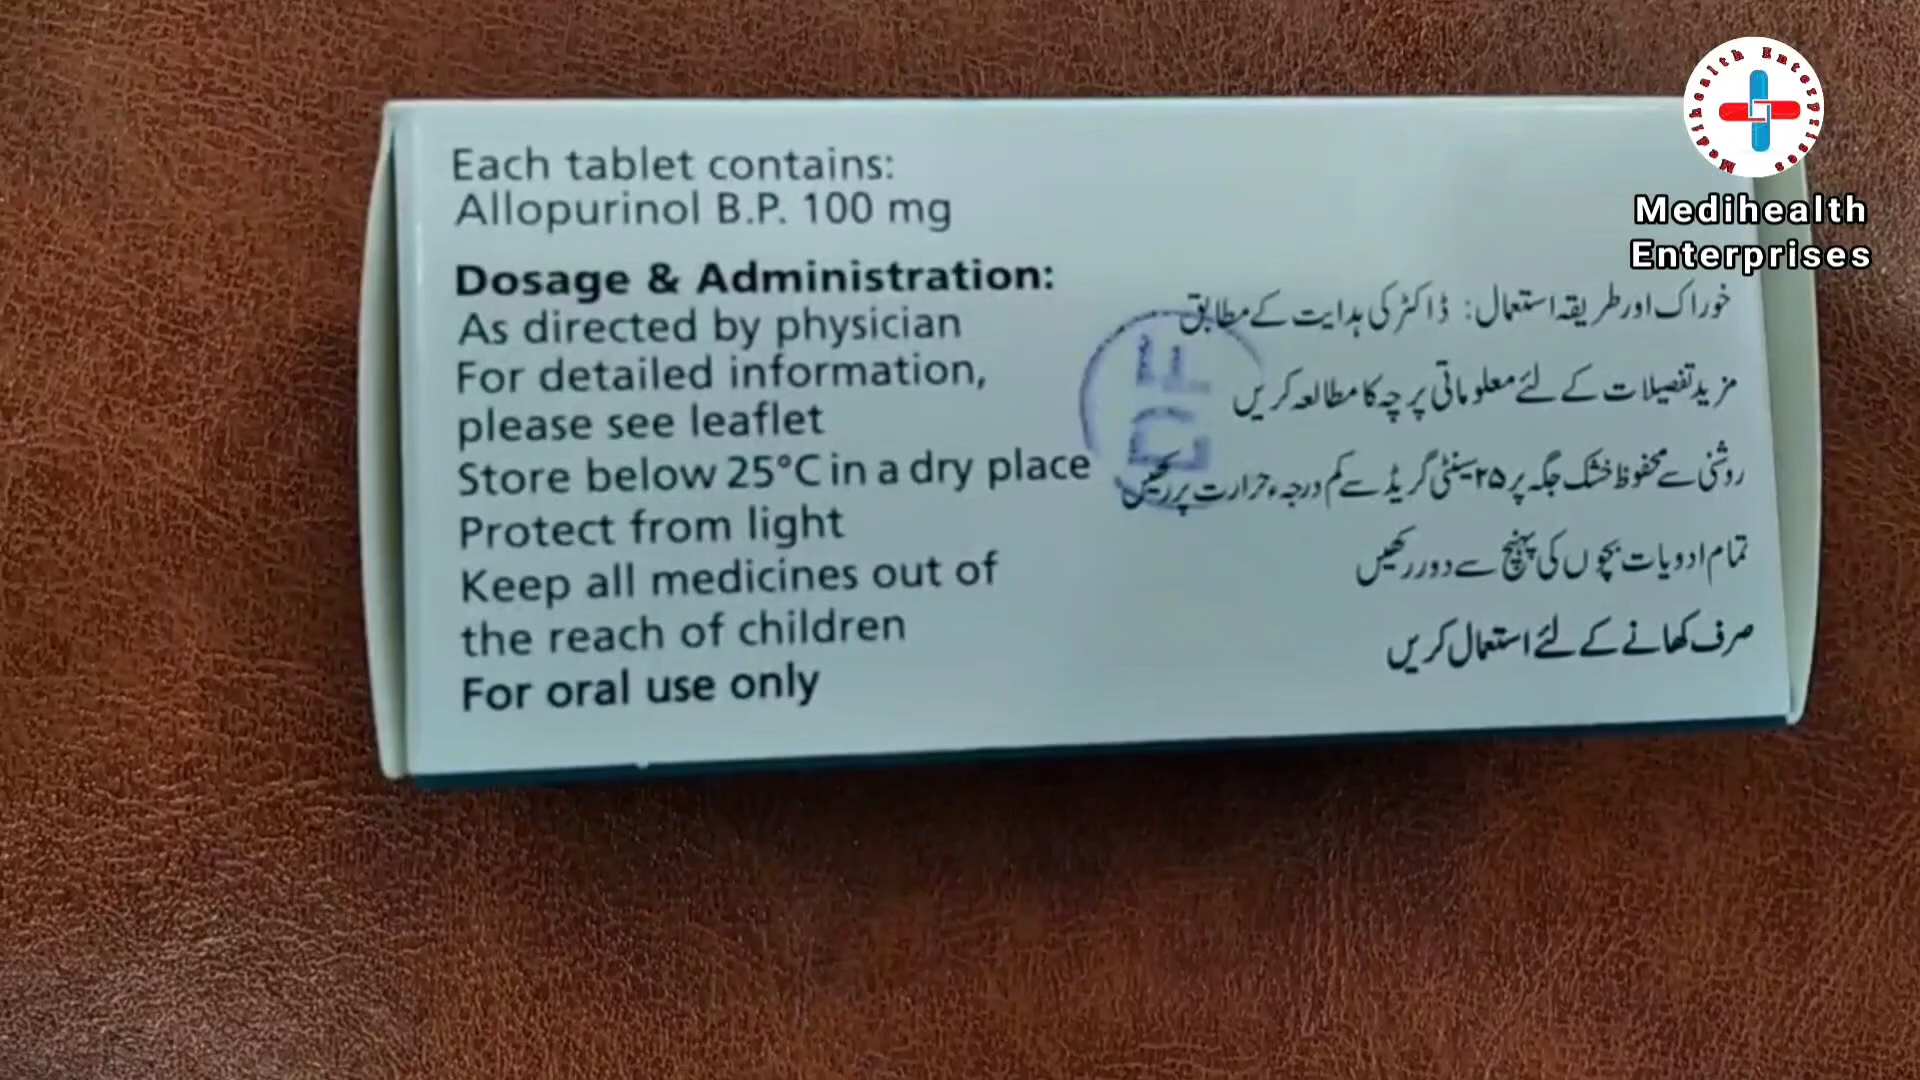 Medihealth Enterprises
Medihealth
Enterprises
Each tablet contains:
Allopurinol B.P. 100 mg
Dosage & Administration:
As directed by physician
For detailed information,
please see leaflet
Store below 25°C in a dry place
Protect from light
Keep all medicines out of
the reach of children
For oral use only
خوراک اور طریقہ استعمال: ڈاکٹر کی ہدایت کے مطابق
مزید تفصیلات کے لئے معلوماتی پرچہ کا مطالعہ کریں
روشنی سے محفوظ خشک جگہ پر ۲۵ سینٹی گریڈ سے کم درجہ حرارت پر رکھیں
تمام ادویات بچوں کی پہنچ سے دور رکھیں
صرف کھانے کے لئے استعمال کریں